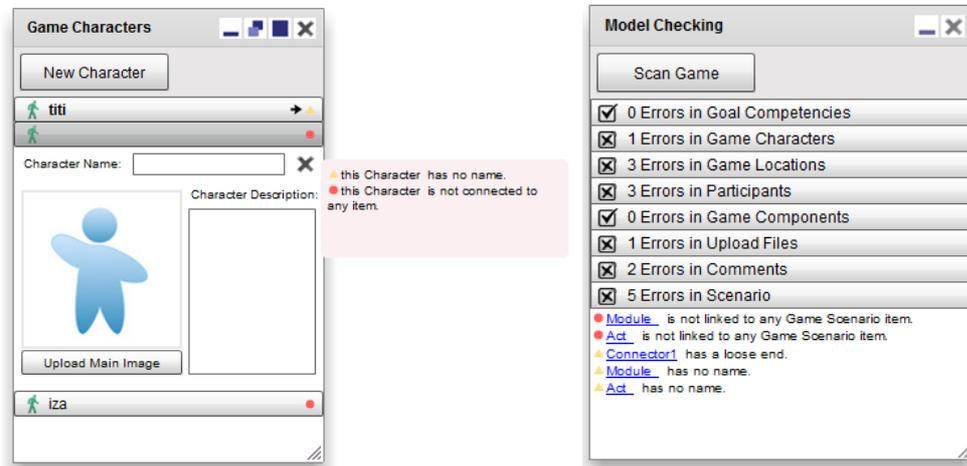 Game Characters
New Character
titi
Character Name:
Character Description:
Upload Main Image
iza
this Character has no name.
this Character is not connected to
any item.
Model Checking
Scan Game
0 Errors in Goal Competencies
1 Errors in Game Characters
3 Errors in Game Locations
3 Errors in Participants
0 Errors in Game Components
1 Errors in Upload Files
2 Errors in Comments
5 Errors in Scenario
Module_ is not linked to any Game Scenario item.
Act_ is not linked to any Game Scenario item.
Connector1 has a loose end.
Module_ has no name.
Act_ has no name.